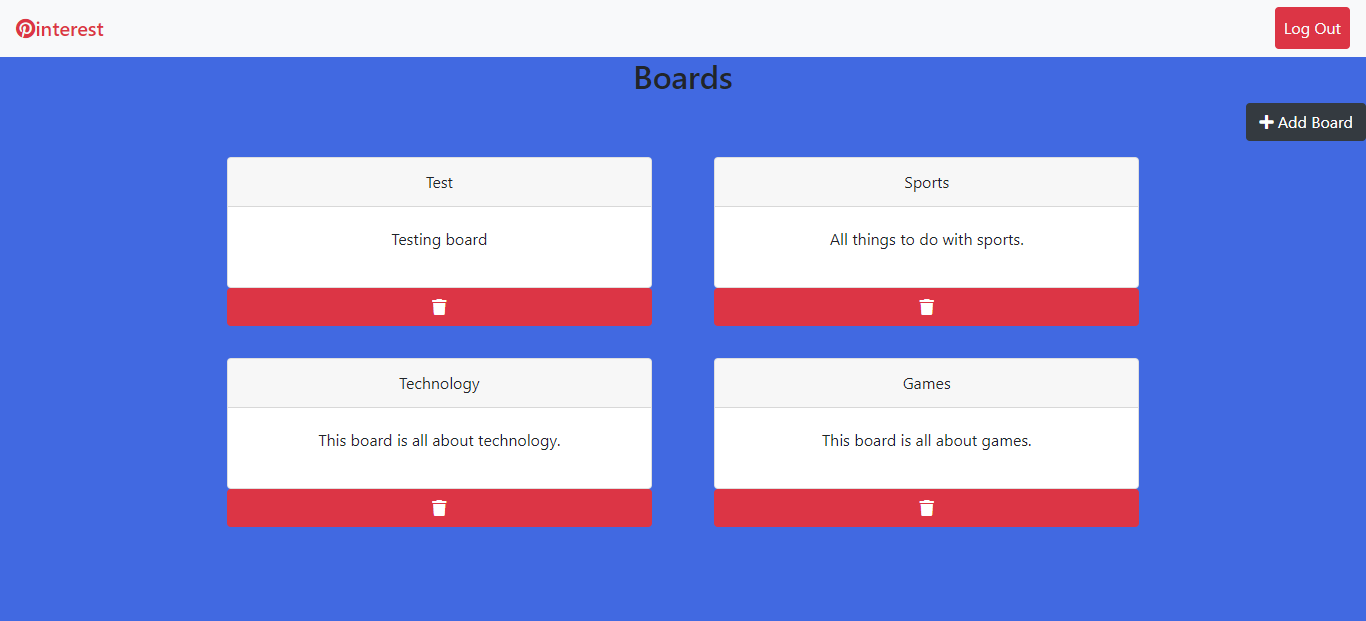 Pinterest
Log Out
Boards
Add Board
Test
Testing board
Sports
All things to do with sports.
Technology
This board is all about technology.
Games
This board is all about games.